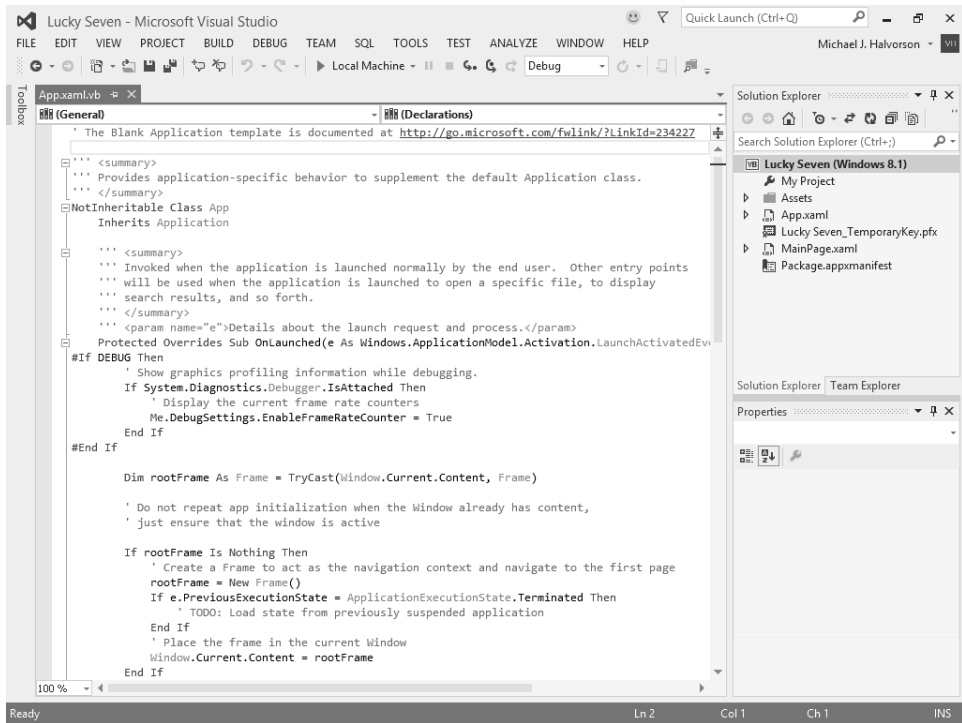 Lucky Seven - Microsoft Visual Studio
Quick Launch (Ctrl+Q)
FILE EDIT VIEW PROJECT BUILD DEBUG TEAM SQL TOOLS TEST ANALYZE WINDOW HELP
Michael J. Halvorson
VII
Local Machine
Debug
Toolbox
App.xaml.vb
(General)
(Declarations)
' The Blank Application template is documented at http://go.microsoft.com/fwlink/?LinkId=234227
''' <summary>
''' Provides application-specific behavior to supplement the default Application class.
''' </summary>
NotInheritable Class App
Inherits Application
''' <summary>
''' Invoked when the application is launched normally by the end user.  Other entry points
''' will be used when the application is launched to open a specific file, to display
''' search results, and so forth.
''' </summary>
''' <param name="e">Details about the launch request and process.</param>
Protected Overrides Sub OnLaunched(e As Windows.ApplicationModel.Activation.LaunchActivatedEv
#If DEBUG Then
' Show graphics profiling information while debugging.
If System.Diagnostics.Debugger.IsAttached Then
' Display the current frame rate counters
Me.DebugSettings.EnableFrameRateCounter = True
End If
#End If
Dim rootFrame As Frame = TryCast(Window.Current.Content, Frame)
' Do not repeat app initialization when the Window already has content,
' just ensure that the window is active
If rootFrame Is Nothing Then
' Create a Frame to act as the navigation context and navigate to the first page
rootFrame = New Frame()
If e.PreviousExecutionState = ApplicationExecutionState.Terminated Then
' TODO: Load state from previously suspended application
End If
' Place the frame in the current Window
Window.Current.Content = rootFrame
End If
100 %
Solution Explorer
Search Solution Explorer (Ctrl+;)
VB Lucky Seven (Windows 8.1)
My Project
Assets
App.xaml
Lucky Seven_TemporaryKey.pfx
MainPage.xaml
Package.appxmanifest
Solution Explorer Team Explorer
Properties
Ready
Ln 2
Col 1
Ch 1
INS